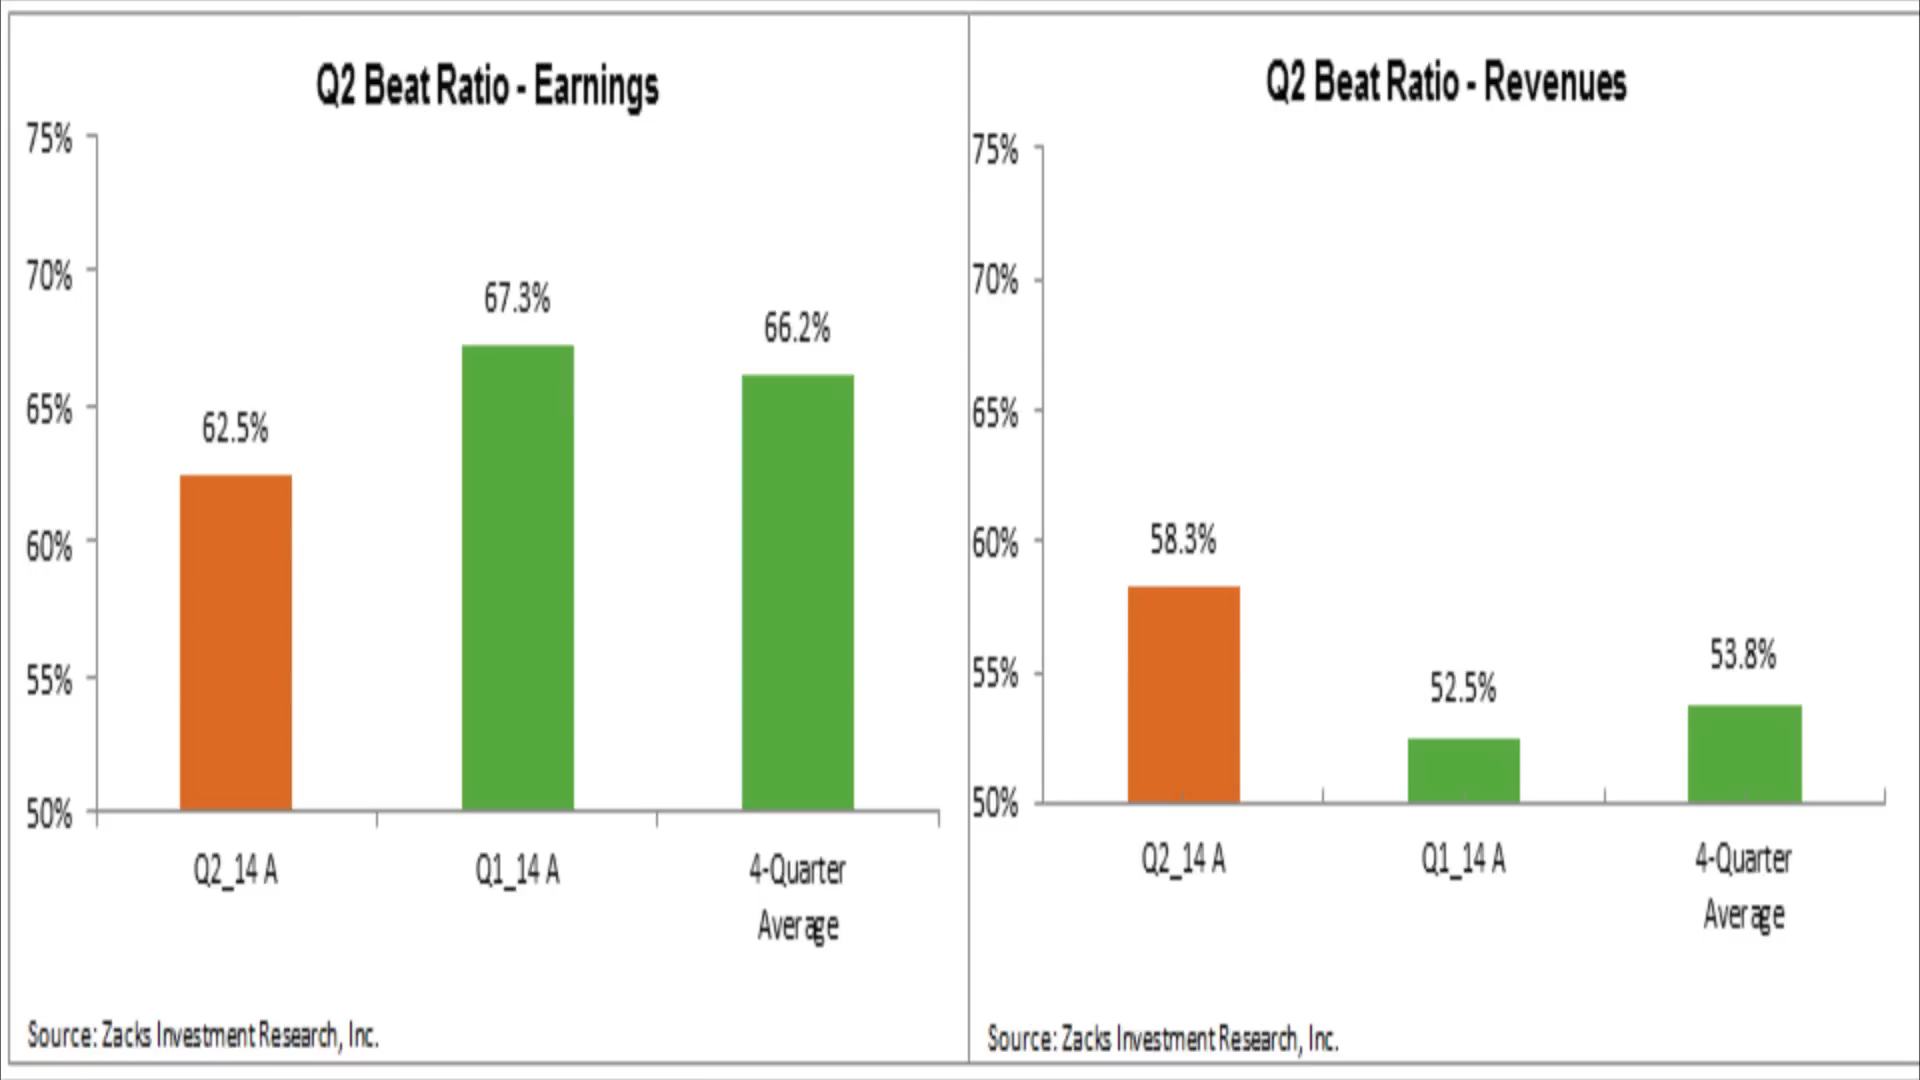 Q2 Beat Ratio - Earnings
75%
70%
65%
60%
55%
50%
62.5%
67.3%
66.2%
Q2_14 A
Q1_14 A
4-Quarter
Average
Source: Zacks Investment Research, Inc.
Q2 Beat Ratio - Revenues
75%
70%
65%
60%
55%
50%
58.3%
52.5%
53.8%
Q2_14 A
Q1_14 A
4-Quarter
Average
Source: Zacks Investment Research, Inc.